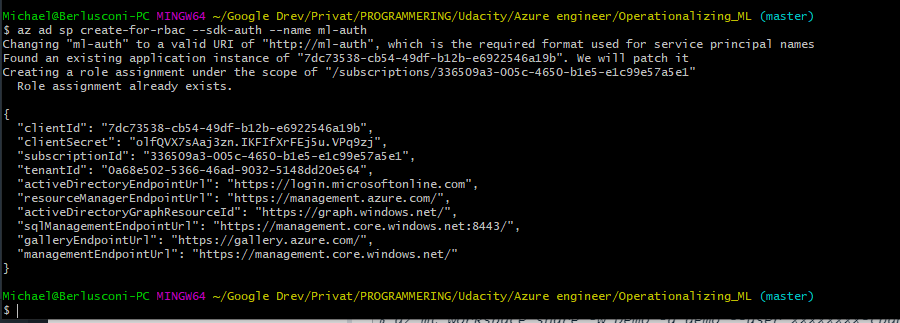 Michael@Berlusconi-PC MINGW64 ~/Google Drev/Privat/PROGRAMMERING/Udacity/Azure engineer/Operationalizing_ML (master)
$ az ad sp create-for-rbac --sdk-auth --name ml-auth
Changing "ml-auth" to a valid URI of "http://ml-auth", which is the required format used for service principal names
Found an existing application instance of "7dc73538-cb54-49df-b12b-e6922546a19b". We will patch it
Creating a role assignment under the scope of "/subscriptions/336509a3-005c-4650-b1e5-e1c99e57a5e1"
  Role assignment already exists.

{
  "clientId": "7dc73538-cb54-49df-b12b-e6922546a19b",
  "clientSecret": "olfQVX7sAaj3zn.IKFIfXrFEj5u.VPq9zj",
  "subscriptionId": "336509a3-005c-4650-b1e5-e1c99e57a5e1",
  "tenantId": "0a68e502-5366-46ad-9032-5148dd20e564",
  "activeDirectoryEndpointUrl": "https://login.microsoftonline.com",
  "resourceManagerEndpointUrl": "https://management.azure.com/",
  "activeDirectoryGraphResourceId": "https://graph.windows.net/",
  "sqlManagementEndpointUrl": "https://management.core.windows.net:8443/",
  "galleryEndpointUrl": "https://gallery.azure.com/",
  "managementEndpointUrl": "https://management.core.windows.net/"
}

Michael@Berlusconi-PC MINGW64 ~/Google Drev/Privat/PROGRAMMERING/Udacity/Azure engineer/Operationalizing_ML (master)
$